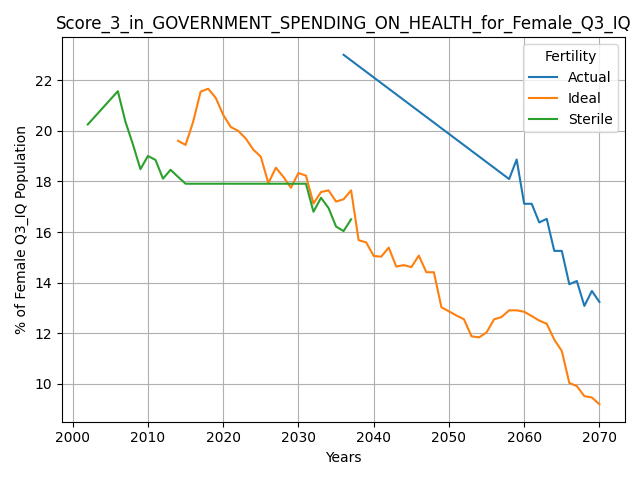 Score_3_in_GOVERNMENT_SPENDING_ON_HEALTH_for_Female_Q3_IQ
Fertility
Actual
Ideal
Sterile
% of Female Q3_IQ Population
22
20
18
16
14
12
10
2000 2010 2020 2030 2040 2050 2060 2070
Years